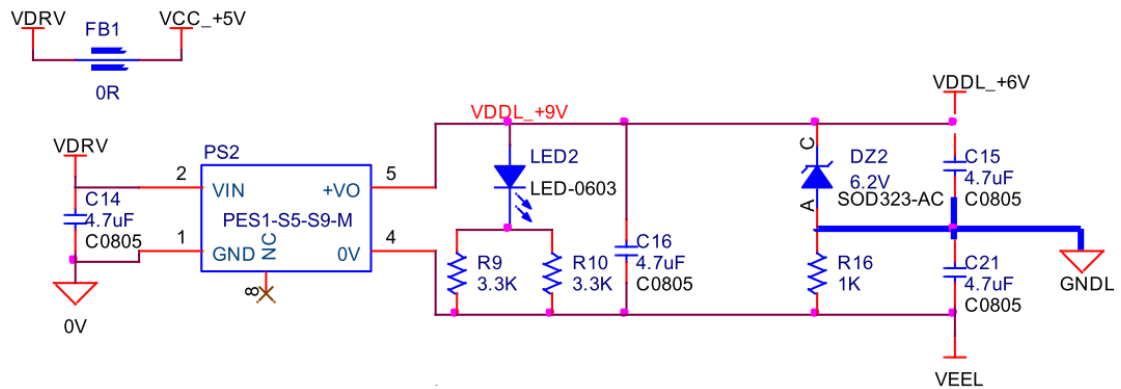 VDRV
VCC_+5V
FB1
0R
VDDL_+6V
VDDL_+9V
VDRV
PS2
C14
4.7uF
C0805
2
VIN
+VO
5
PES1-S5-S9-M
1
GND
NC
0V
4
8
0V
LED2
LED-0603
R9
3.3K
R10
3.3K
C16
4.7uF
C0805
C
DZ2
6.2V
SOD323-AC
A
R16
1K
C15
4.7uF
C0805
C21
4.7uF
C0805
GNDL
VEEL